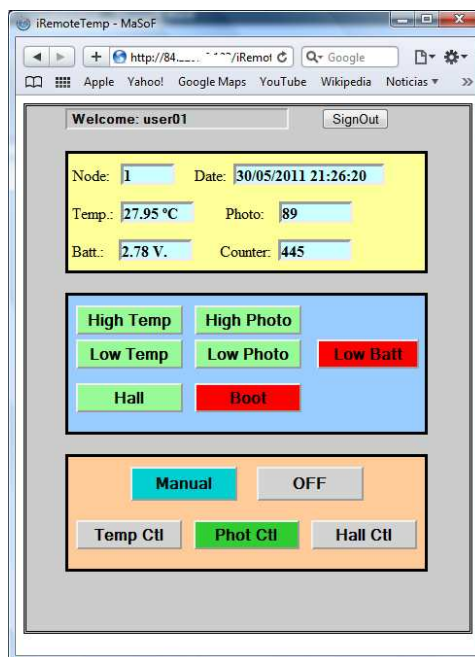 iRemoteTemp - MaSoF
http://84. /iRemot Google
Apple Yahoo! Google Maps YouTube Wikipedia Noticias
Welcome: user01 SignOut
Node: 1 Date: 30/05/2011 21:26:20
Temp.: 27.95 ºC Photo: 89
Batt.: 2.78 V. Counter: 445
High Temp High Photo
Low Temp Low Photo Low Batt
Hall Boot
Manual OFF
Temp Ctl Phot Ctl Hall Ctl